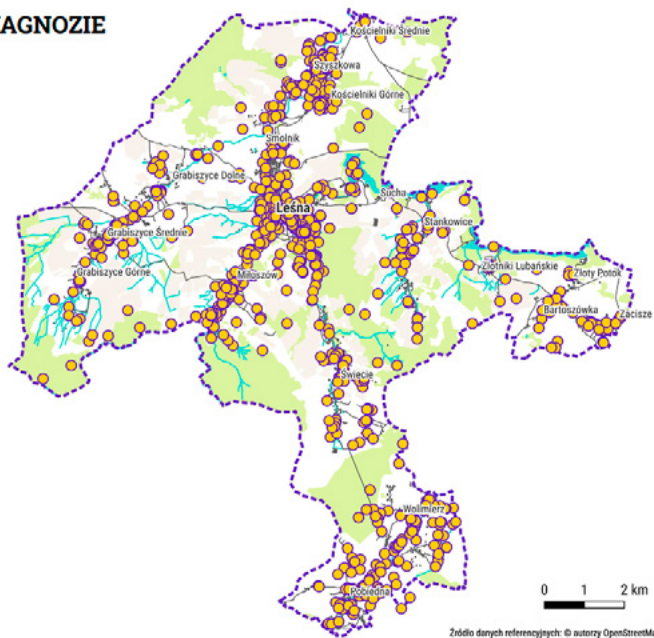 AGNOZIE
Kościelniki Średnie
Szyszkowa
Kościelniki Górne
Smolnik
Grabiszyce Dolne
Sucha
Leśna
Stankowice
Grabiszyce Średnie
Złotniki Lubańskie
Złoty Potok
Grabiszyce Górne
Miłoszów
Bartoszówka
Zacisze
Świecie
Wolimierz
Pobiedna
0 1 2 km
Źródło danych referencyjnych: © autorzy OpenStreetMa